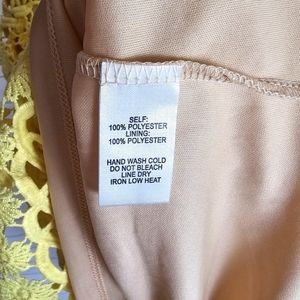 SELF:
100% POLYESTER
LINING:
100% POLYESTER
HAND WASH COLD
DO NOT BLEACH
LINE DRY
IRON LOW HEAT